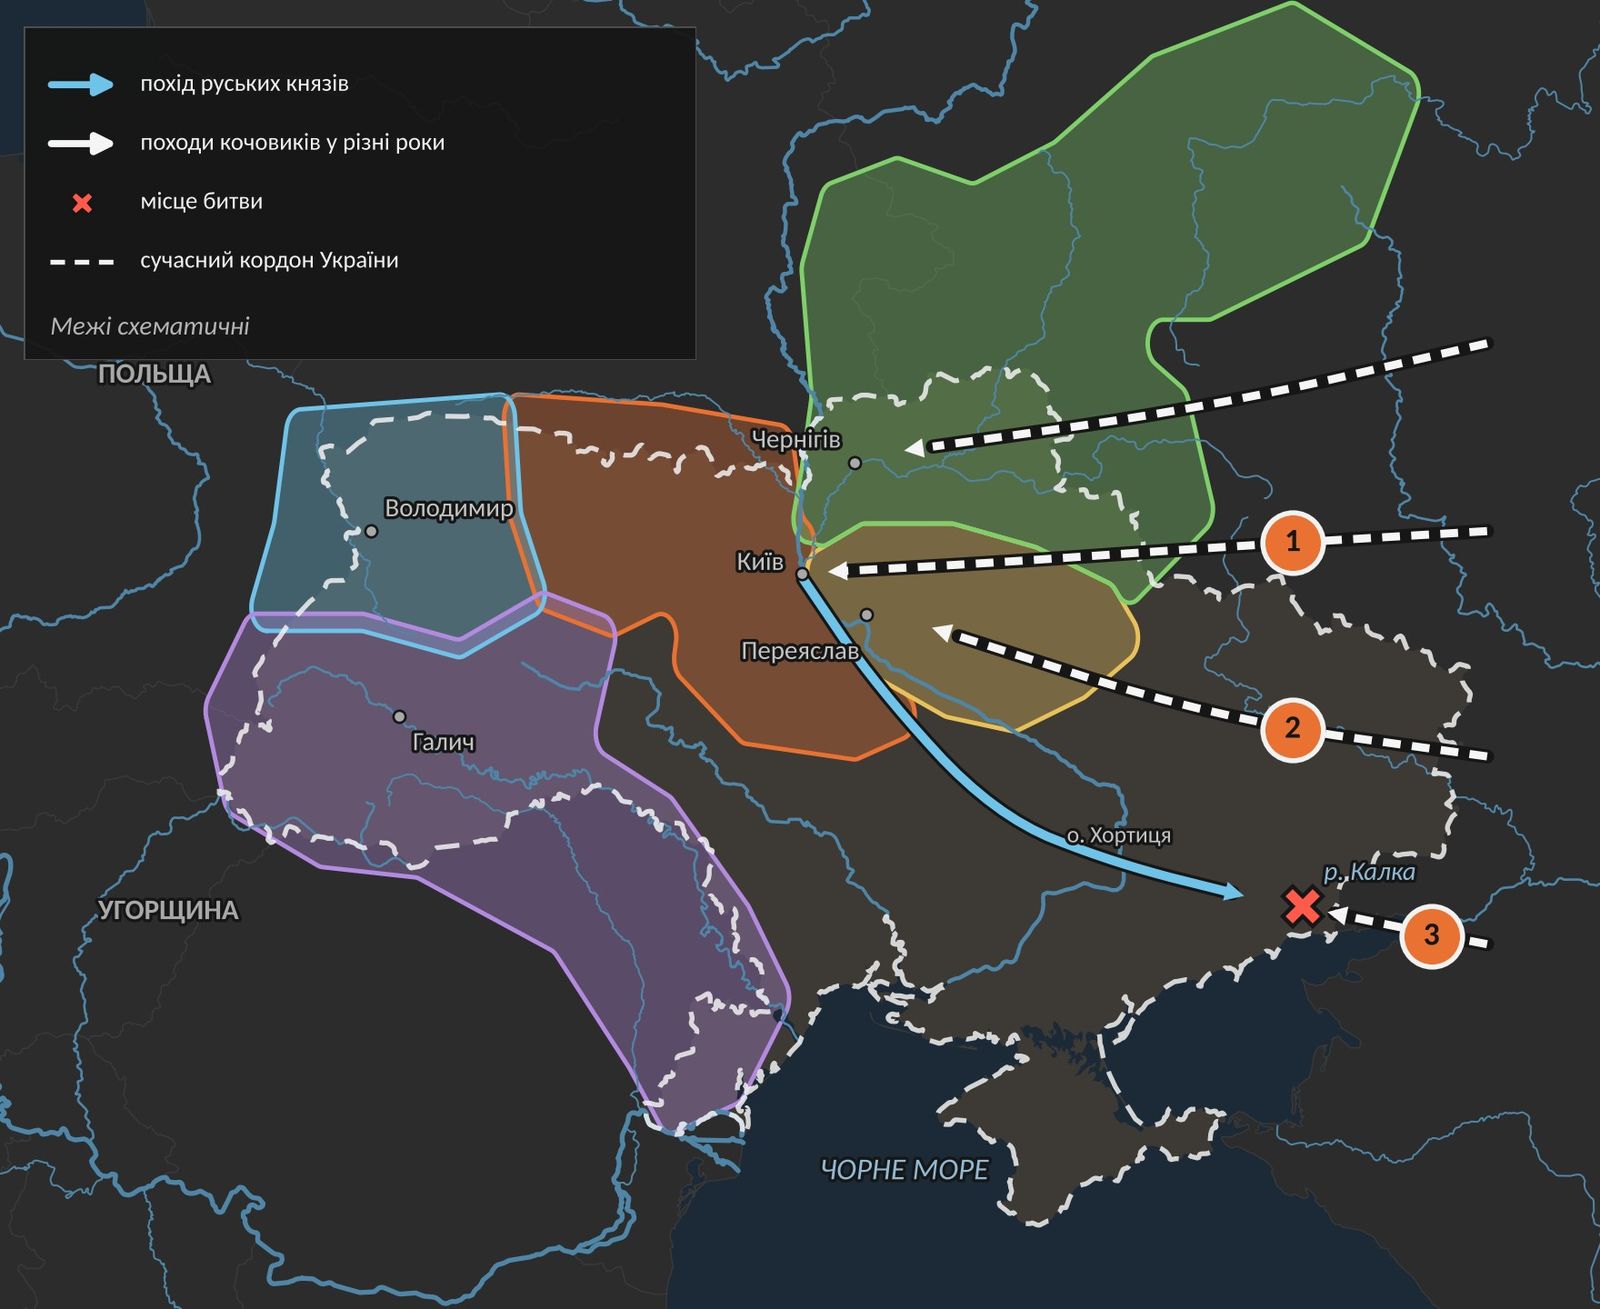 похід руських князів
походи кочовиків у різні роки
місце битви
сучасний кордон України
Межі схематичні
ПОЛЬЩА
Чернігів
Володимир
1
Київ
Переяслав
2
Галич
о. Хортиця
р. Калка
УГОРЩИНА
3
ЧОРНЕ МОРЕ